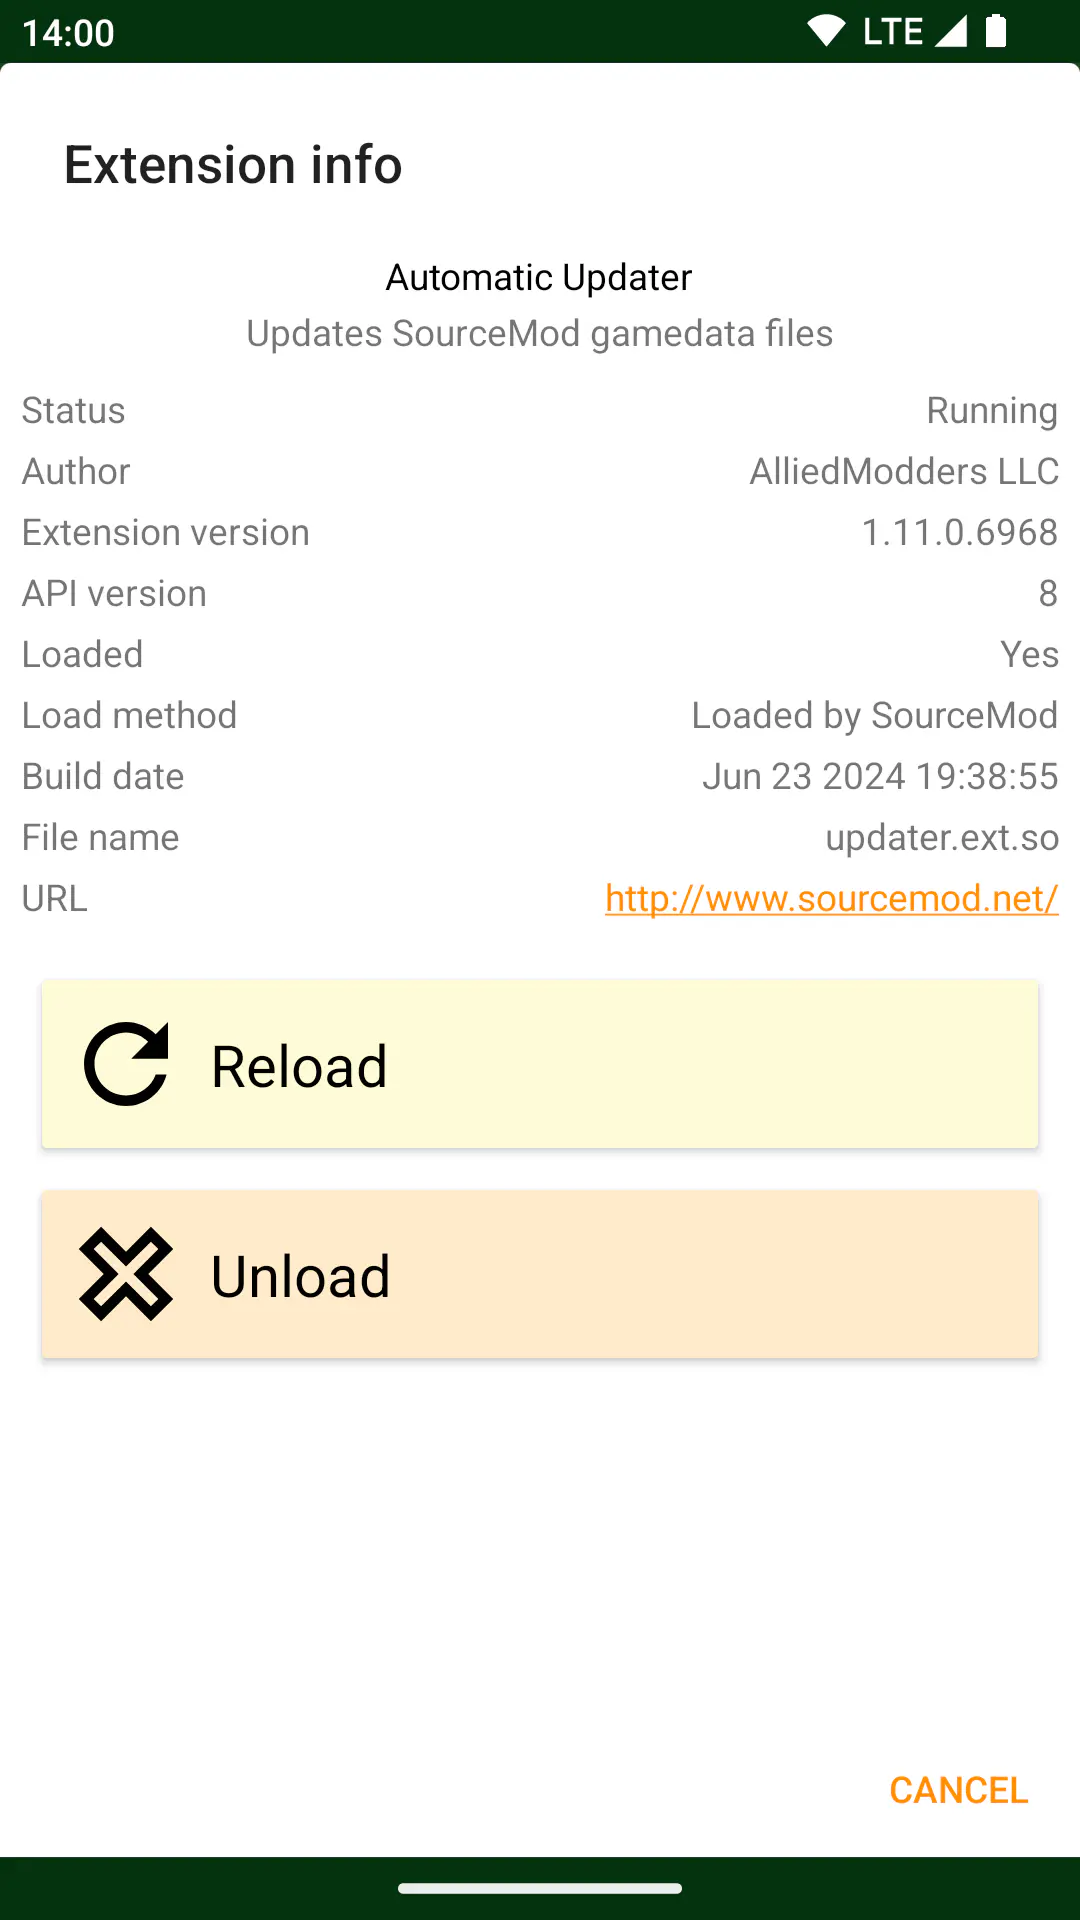 14:00 LTE
Extension info
Automatic Updater
Updates SourceMod gamedata files
Status Running
Author AlliedModders LLC
Extension version 1.11.0.6968
API version 8
Loaded Yes
Load method Loaded by SourceMod
Build date Jun 23 2024 19:38:55
File name updater.ext.so
URL http://www.sourcemod.net/
Reload
Unload
CANCEL